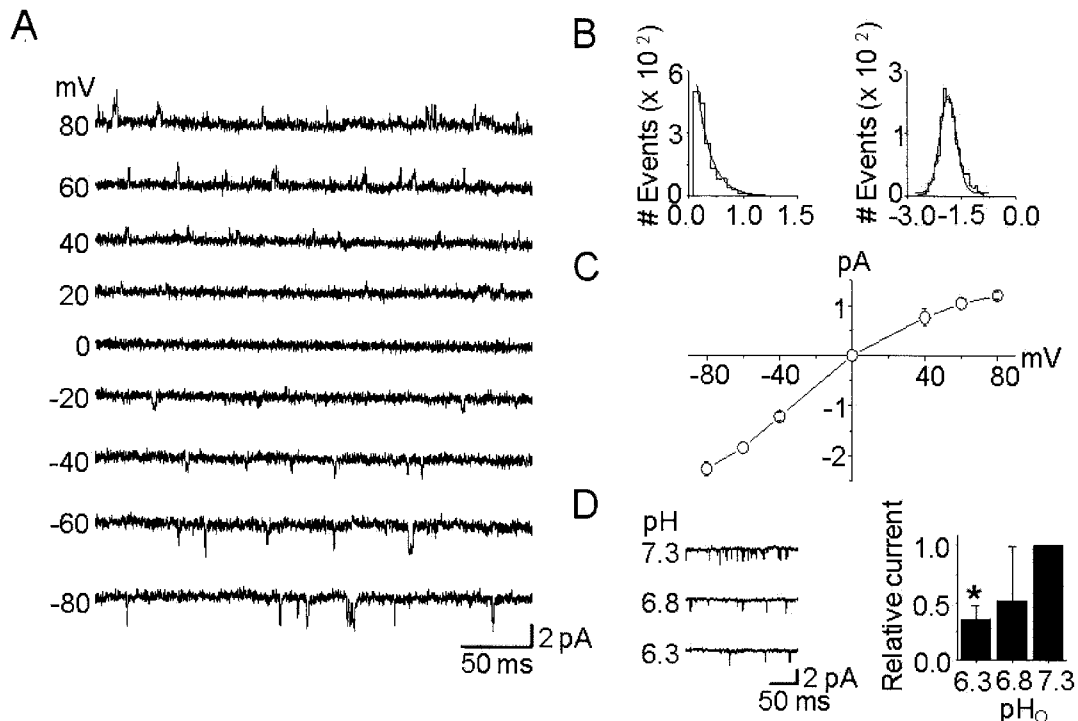 A
mV
80
60
40
20
0
-20
-40
-60
-80
2 pA
50 ms
B
# Events (x 10 2)
6
3
0
0.0 1.0 1.5
# Events (x 10 2)
3
2
1
0
-3.0 -1.5 0.0
C
pA
1
-80 -40 40 80 mV
-1
-2
D
pH
7.3
6.8
6.3
2 pA
50 ms
Relative current
1.0
0.5
0.0
*
6.3 6.8 7.3
pHO